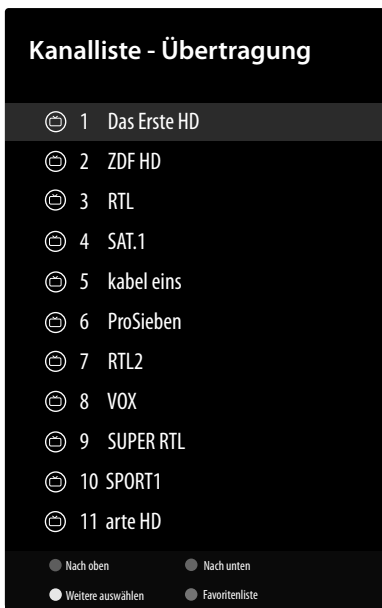 Kanalliste - Übertragung
1 Das Erste HD
2 ZDF HD
3 RTL
4 SAT.1
5 kabel eins
6 ProSieben
7 RTL2
8 VOX
9 SUPER RTL
10 SPORT1
11 arte HD
Nach oben Nach unten
Weitere auswählen Favoritenliste